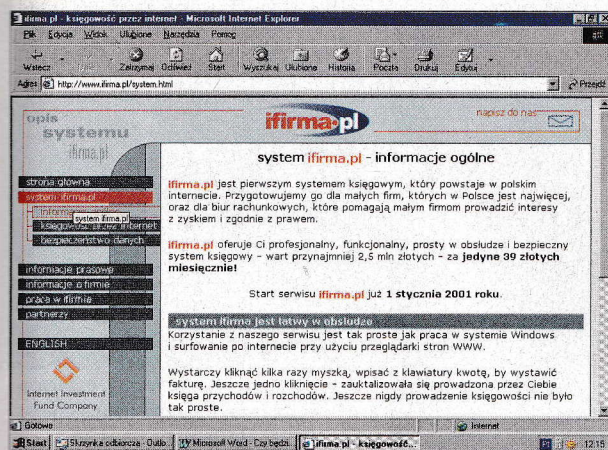 ifirma.pl - księgowość przez internet - Microsoft Internet Explorer
Plik Edycja Widok Ulubione Narzędzia Pomoc
Wstecz Zatrzymaj Odśwież Start Wyszukaj Ulubione Historia Poczta Drukuj Edytuj
Adres http://www.ifirma.pl/system.html Przejdź
opis
systemu
ifirma.pl
ifirma.pl
napisz do nas
strona główna
system ifirma.pl
informa
system ifirma.pl
księgowość przez internet
bezpieczeństwo danych
informacje prasowe
informacje o firmie
praca w ifirmie
partnerzy
ENGLISH
Internet Investment
Fund Company
system ifirma.pl - informacje ogólne
ifirma.pl jest pierwszym systemem księgowym, który powstaje w polskim
internecie. Przygotowujemy go dla małych firm, których w Polsce jest najwięcej,
oraz dla biur rachunkowych, które pomagają małym firmom prowadzić interesy
z zyskiem i zgodnie z prawem.
ifirma.pl oferuje Ci profesjonalny, funkcjonalny, prosty w obsłudze i bezpieczny
system księgowy - wart przynajmniej 2,5 mln złotych - za jedyne 39 złotych
miesięcznie!
Start serwisu ifirma.pl już 1 stycznia 2001 roku.
system ifirma jest łatwy w obsłudze
Korzystanie z naszego serwisu jest tak proste jak praca w systemie Windows
i surfowanie po internecie przy użyciu przeglądarki stron WWW.
Wystarczy kliknąć kilka razy myszką, wpisać z klawiatury kwotę, by wystawić
fakturę. Jeszcze jedno kliknięcie - zauktalizowała się prowadzona przez Ciebie
księga przychodów i rozchodów. Jeszcze nigdy prowadzenie księgowości nie było
tak proste.
Gotowe Internet
Start Skrzynka odbiorcza - Outlo... Microsoft Word - Czy będzi... ifirma.pl - księgowość... 12:15